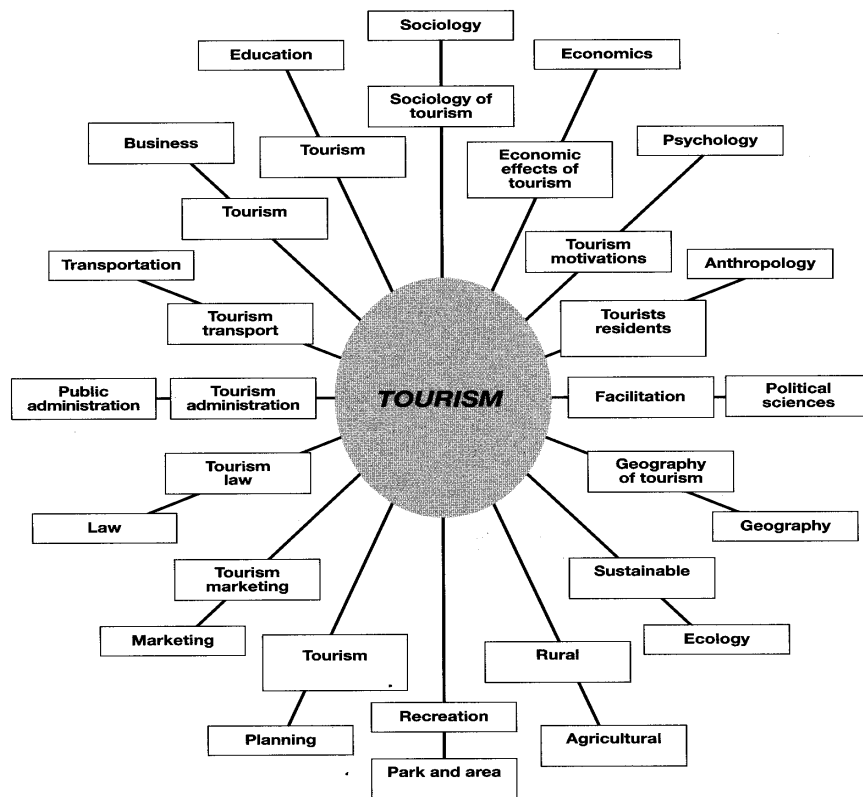 Sociology
Education
Economics
Sociology of
tourism
Business
Tourism
Psychology
Economic
effects of
tourism
Tourism
Tourism
motivations
Transportation
Anthropology
Tourism
transport
Tourists
residents
Public
administration
Tourism
administration
TOURISM
Facilitation
Political
sciences
Tourism
law
Geography
of tourism
Law
Geography
Tourism
marketing
Sustainable
Marketing
Ecology
Tourism
Rural
Planning
Recreation
Agricultural
Park and area